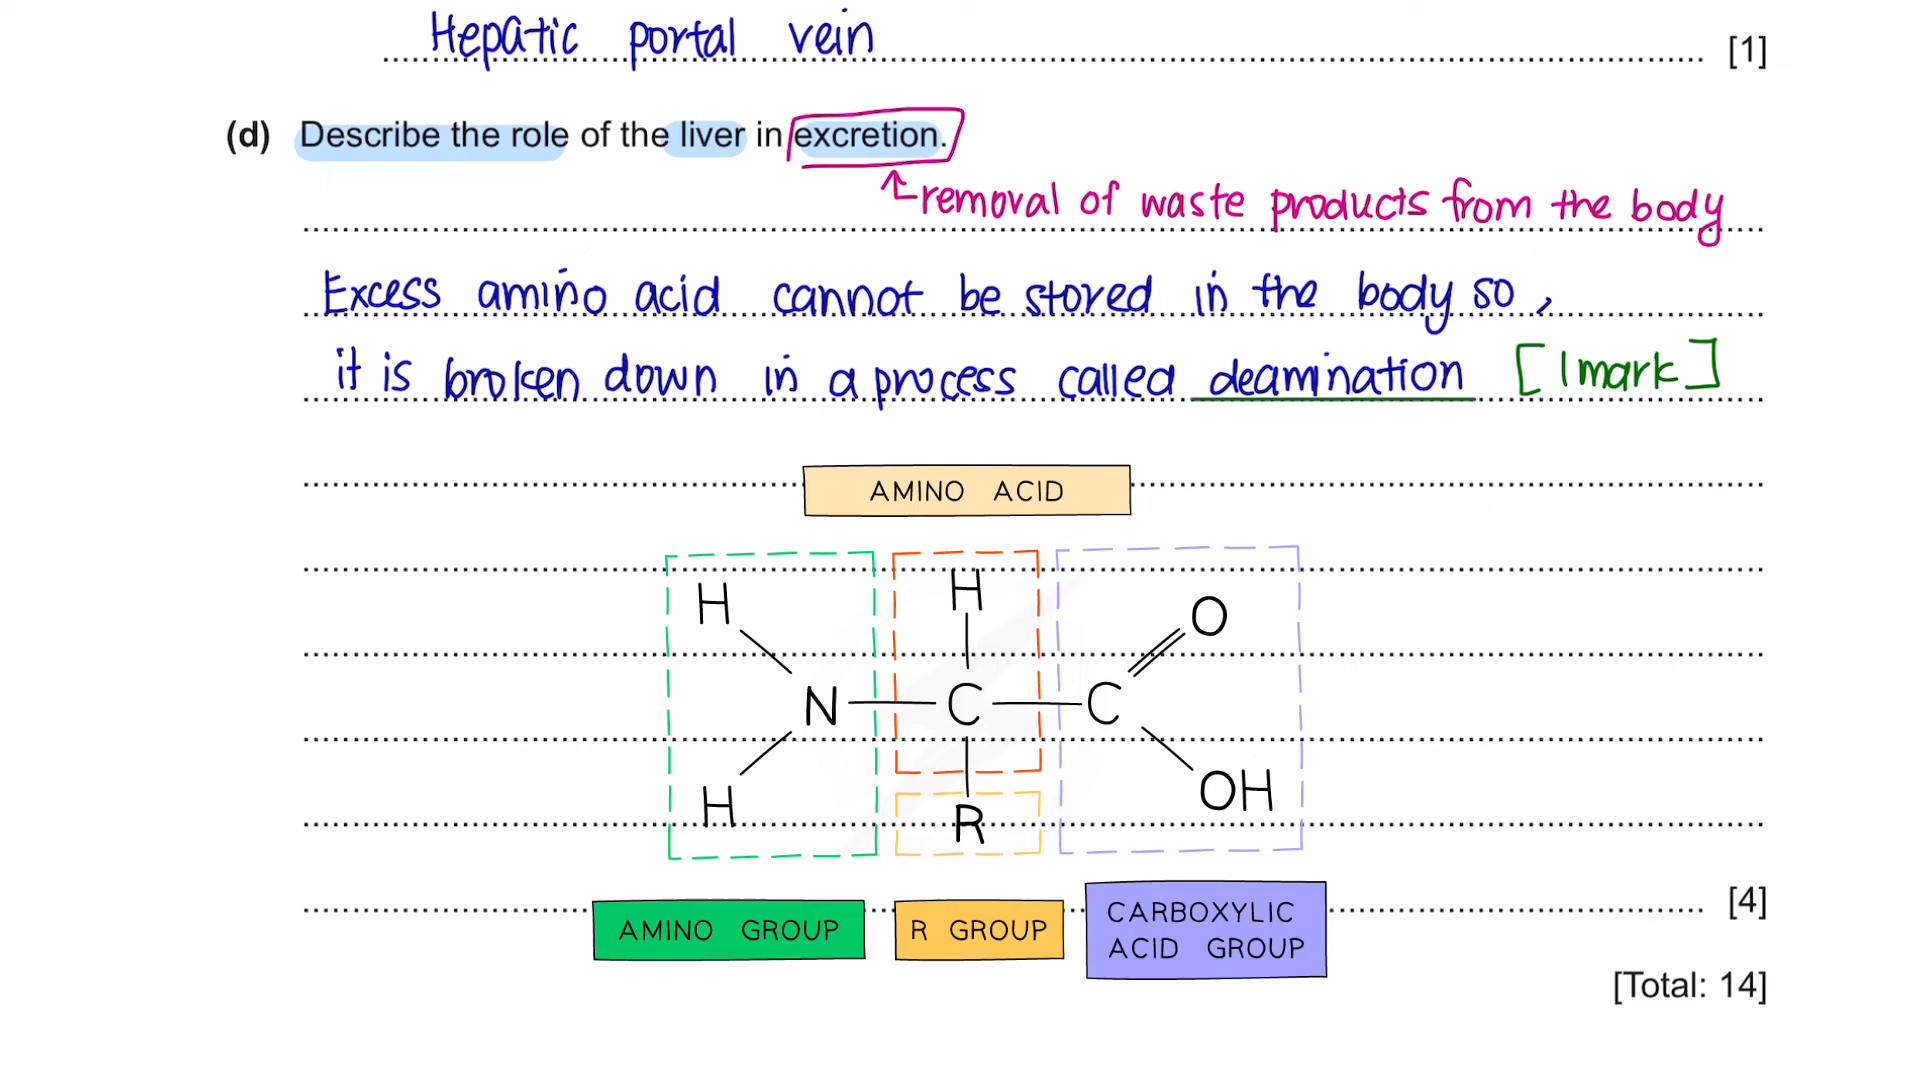 Hepatic portal vein [1]
(d) Describe the role of the liver in excretion.
removal of waste products from the body
Excess amino acid cannot be stored in the body so,
it is broken down in a process called deamination [1 mark]
AMINO ACID
H H O
N C C
H R OH
AMINO GROUP R GROUP CARBOXYLIC ACID GROUP [4]
[Total: 14]